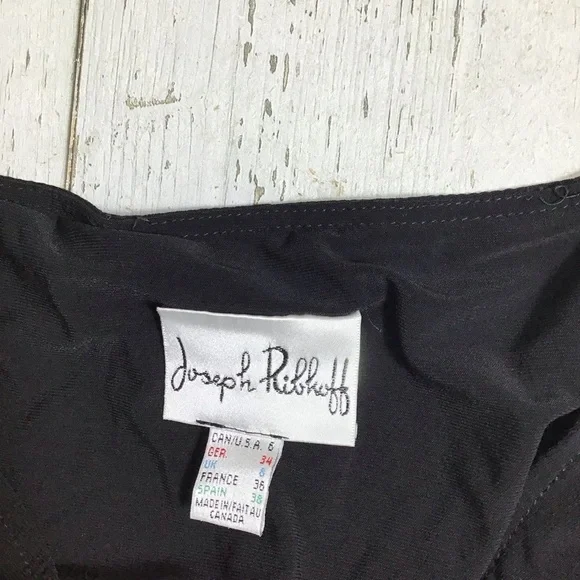 Joseph Ribkoff
CAN/U.S.A. 6
GER. 34
UK 8
FRANCE 36
SPAIN 38
MADE IN/FAIT AU
CANADA